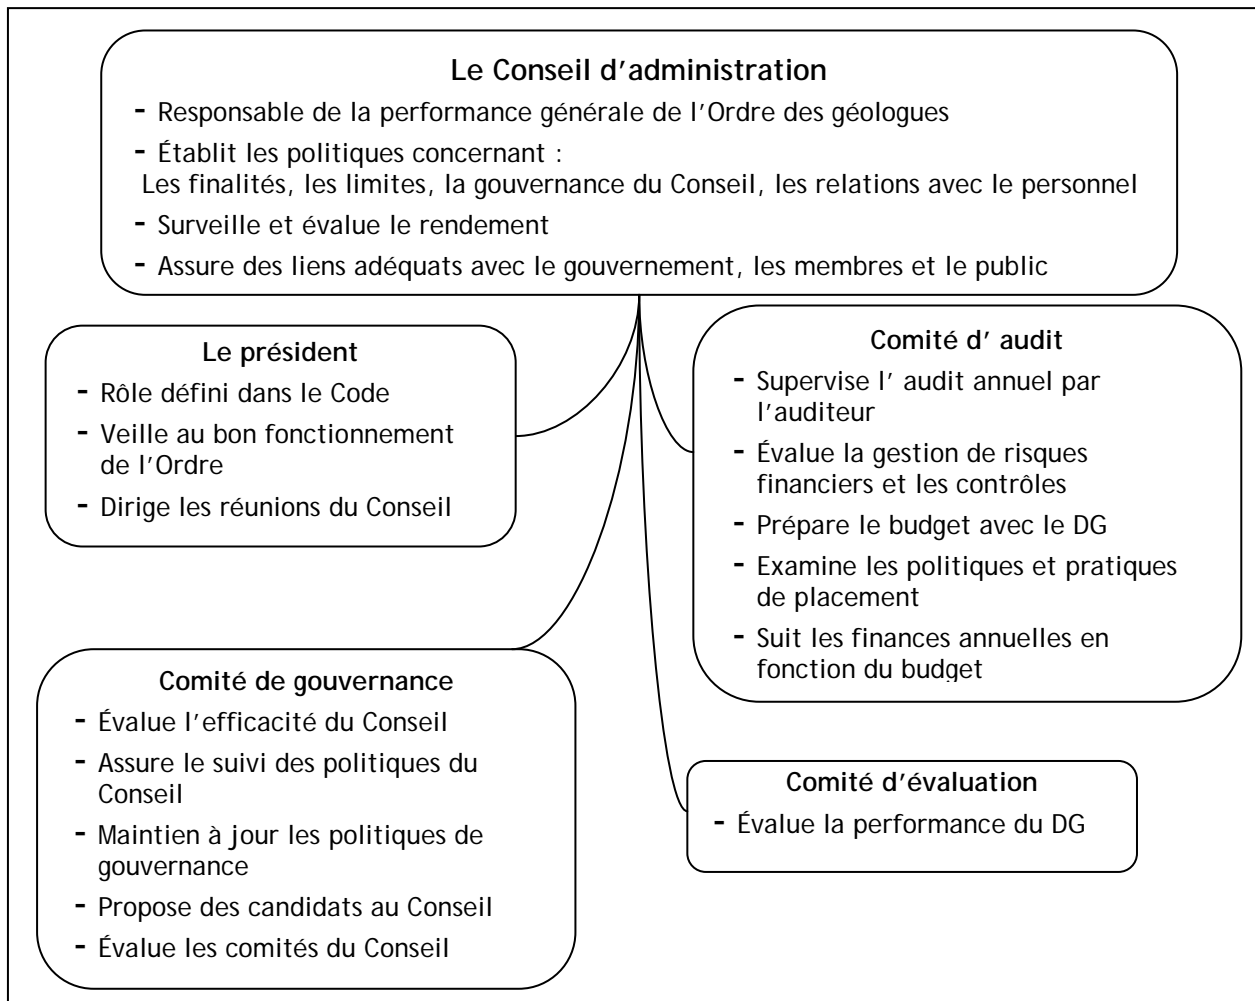 Le Conseil d'administration
- Responsable de la performance générale de l'Ordre des géologues
- Établit les politiques concernant :
Les finalités, les limites, la gouvernance du Conseil, les relations avec le personnel
- Surveille et évalue le rendement
- Assure des liens adéquats avec le gouvernement, les membres et le public
Le président
- Rôle défini dans le Code
- Veille au bon fonctionnement
de l'Ordre
- Dirige les réunions du Conseil
Comité d' audit
- Supervise l' audit annuel par
l'auditeur
- Évalue la gestion de risques
financiers et les contrôles
- Prépare le budget avec le DG
- Examine les politiques et pratiques
de placement
- Suit les finances annuelles en
fonction du budget
Comité de gouvernance
- Évalue l'efficacité du Conseil
- Assure le suivi des politiques du
Conseil
- Maintien à jour les politiques de
gouvernance
- Propose des candidats au Conseil
- Évalue les comités du Conseil
Comité d'évaluation
- Évalue la performance du DG